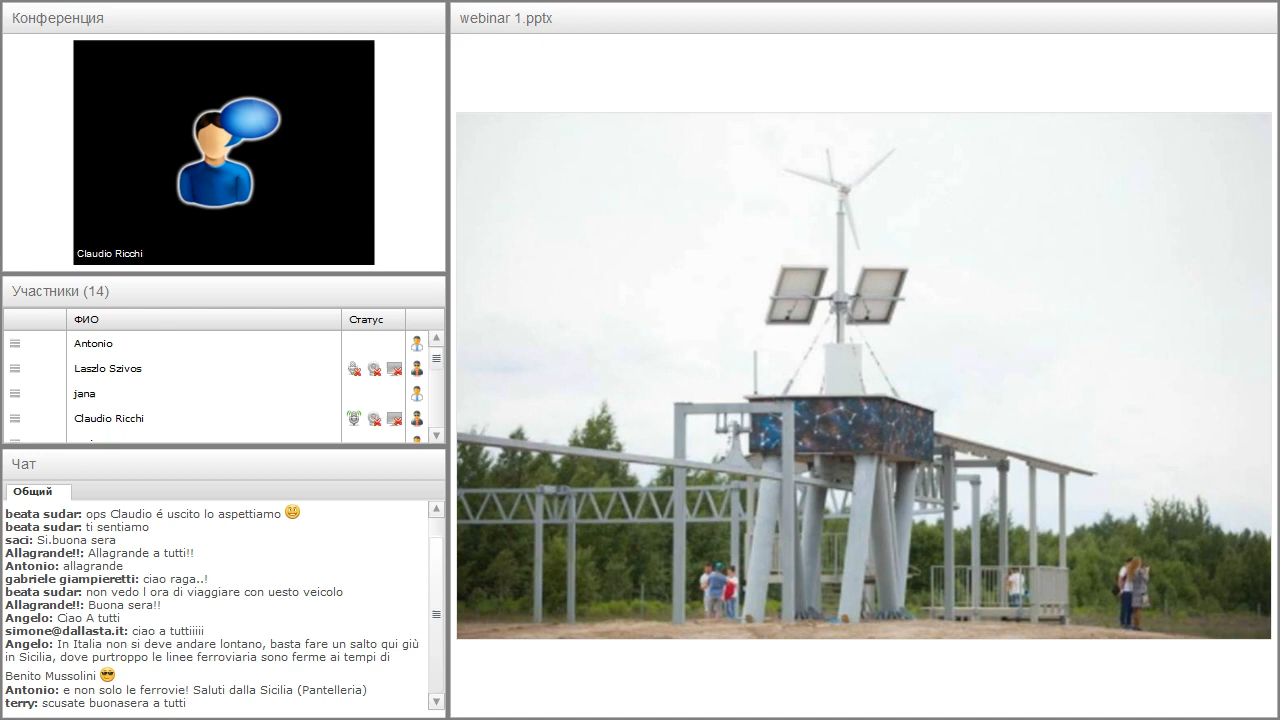 Конференция
Claudio Ricchi
Участники (14)
ФИО
Статус
Antonio
Laszlo Szivos
jana
Claudio Ricchi
Чат
Общий
beata sudar: ops Claudio é uscito lo aspettiamo
beata sudar: ti sentiamo
saci: Si.buona sera
Allagrande!!: Allagrande a tutti!!
Antonio: allagrande
gabriele giampieretti: ciao raga..!
beata sudar: non vedo l ora di viaggiare con uesto veicolo
Allagrande!!: Buona sera!!
Angelo: Ciao A tutti
simone@dallasta.it: ciao a tuttiiiii
Angelo: In Italia non si deve andare lontano, basta fare un salto qui giù
in Sicilia, dove purtroppo le linee ferroviaria sono ferme ai tempi di
Benito Mussolini
Antonio: e non solo le ferrovie! Saluti dalla Sicilia (Pantelleria)
terry: scusate buonasera a tutti
webinar 1.pptx